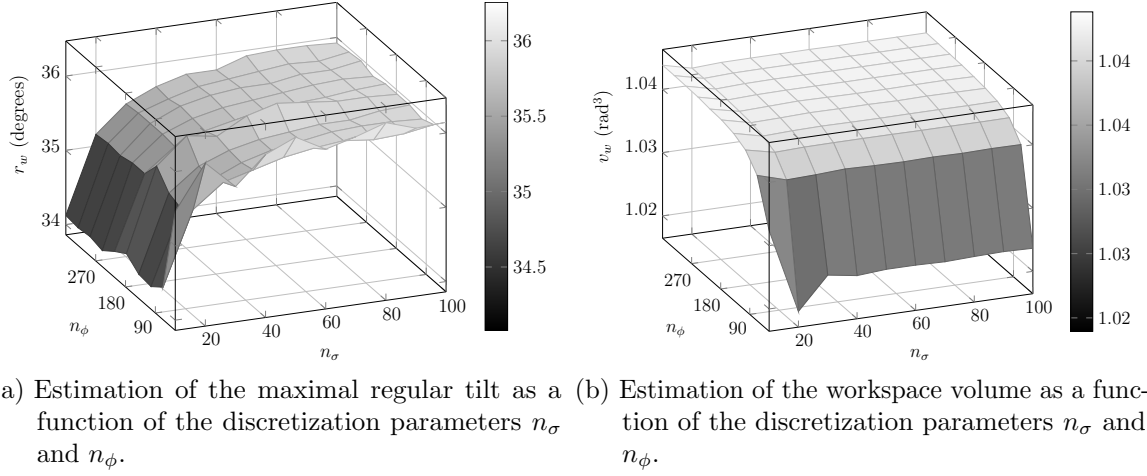 36
35
34
r_w (degrees)
270
180
90
n_ϕ
20
40
60
80
100
n_σ
36
35.5
35
34.5
1.04
1.03
1.02
v_w (rad³)
270
180
90
n_ϕ
20
40
60
80
100
n_σ
1.04
1.04
1.03
1.03
1.02
a) Estimation of the maximal regular tilt as a
function of the discretization parameters n_σ
and n_ϕ.
(b) Estimation of the workspace volume as a func-
tion of the discretization parameters n_σ and
n_ϕ.